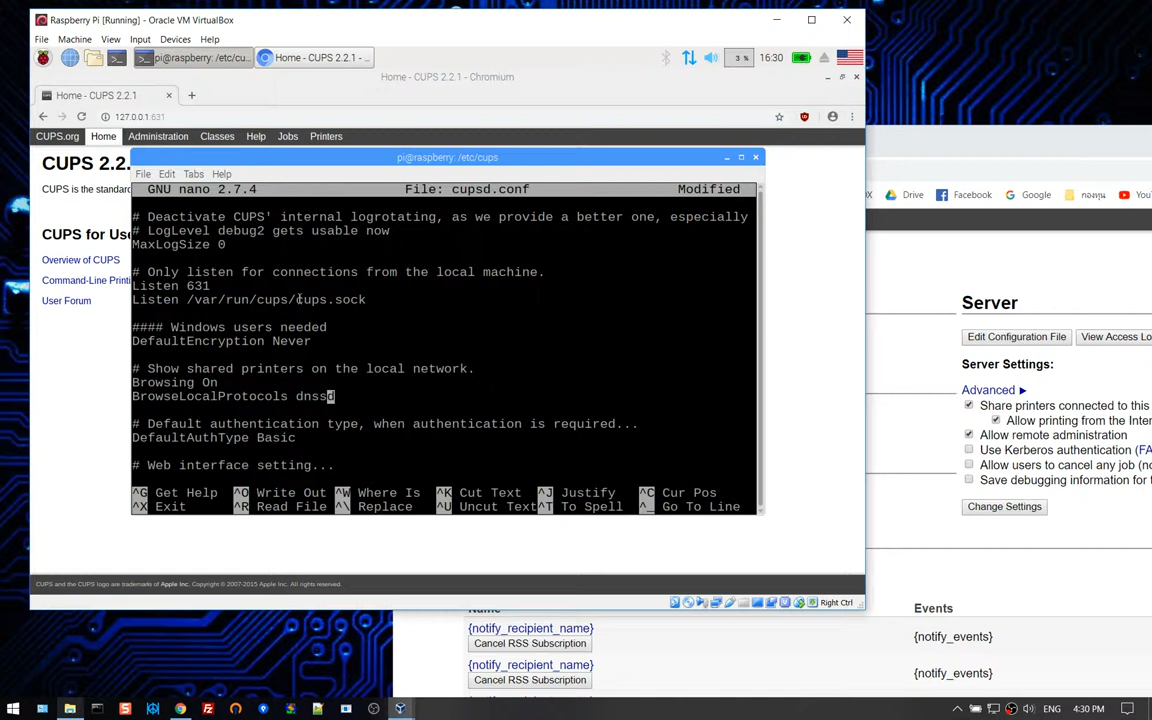 Raspberry Pi [Running] - Oracle VM VirtualBox
File Machine View Input Devices Help
pi@raspberry: /etc/cu... Home - CUPS 2.2.1 - ... 3 % 16:30
Home - CUPS 2.2.1 - Chromium
Home - CUPS 2.2.1
127.0.0.1:631
CUPS.org Home Administration Classes Help Jobs Printers
CUPS 2.2.
CUPS is the standard
CUPS for Use
Overview of CUPS
Command-Line Printi
User Forum
pi@raspberry: /etc/cups
File Edit Tabs Help
GNU nano 2.7.4 File: cupsd.conf Modified
# Deactivate CUPS' internal logrotating, as we provide a better one, especially
# LogLevel debug2 gets usable now
MaxLogSize 0
# Only listen for connections from the local machine.
Listen 631
Listen /var/run/cups/cups.sock
#### Windows users needed
DefaultEncryption Never
# Show shared printers on the local network.
Browsing On
BrowseLocalProtocols dnssd
# Default authentication type, when authentication is required...
DefaultAuthType Basic
# Web interface setting...
^G Get Help ^O Write Out ^W Where Is ^K Cut Text ^J Justify ^C Cur Pos
^X Exit ^R Read File ^\ Replace ^U Uncut Text ^T To Spell ^_ Go To Line
CUPS and the CUPS logo are trademarks of Apple Inc. Copyright © 2007-2015 Apple Inc. All rights reserved.
Right Ctrl
OX Drive Facebook Google กองทุน You
Server
Edit Configuration File View Access Lo
Server Settings:
Advanced ▶
Share printers connected to this
Allow printing from the Inter
Allow remote administration
Use Kerberos authentication (FA
Allow users to cancel any job (no
Save debugging information for t
Change Settings
Name Events
{notify_recipient_name} {notify_events}
Cancel RSS Subscription
{notify_recipient_name} {notify_events}
Cancel RSS Subscription
ENG 4:30 PM